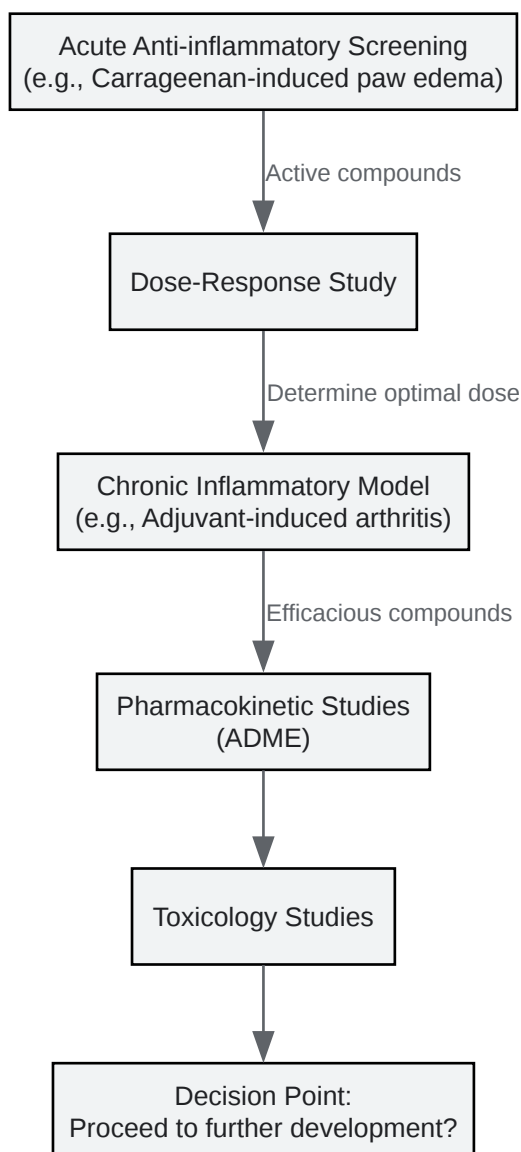 Acute Anti-inflammatory Screening
(e.g., Carrageenan-induced paw edema)
Active compounds
Dose-Response Study
Determine optimal dose
Chronic Inflammatory Model
(e.g., Adjuvant-induced arthritis)
Efficacious compounds
Pharmacokinetic Studies
(ADME)
Toxicology Studies
Decision Point:
Proceed to further development?